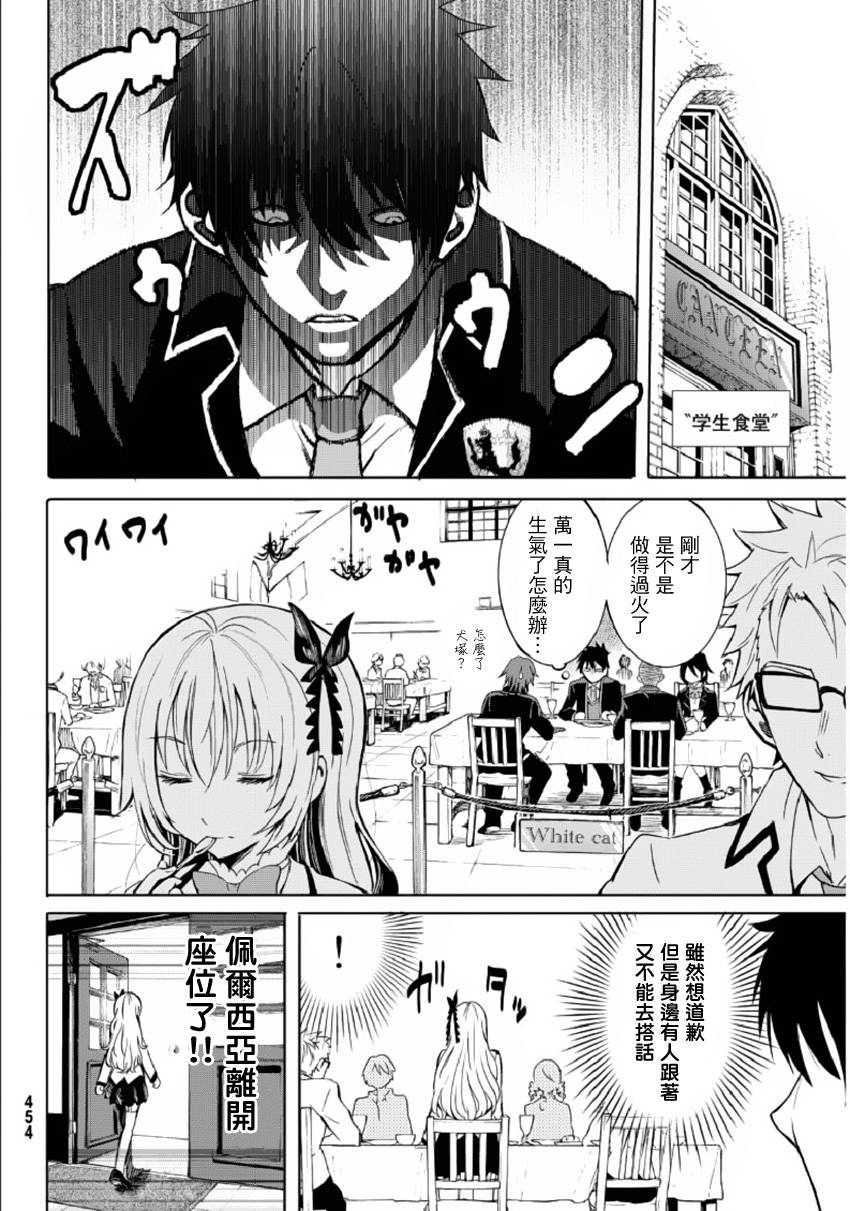 CANTEEN
“学生食堂”
ズ
ウ
ウ
ン
剛才
是不是
做得過火了
萬一真的
生氣了怎麼辦…
怎麼了
犬塚？
ガヤ
ガヤ
ワイワイ
White cat
雖然想道歉
但是身邊有人跟著
又不能去搭話
！
佩爾西亞離開
座位了!!
454